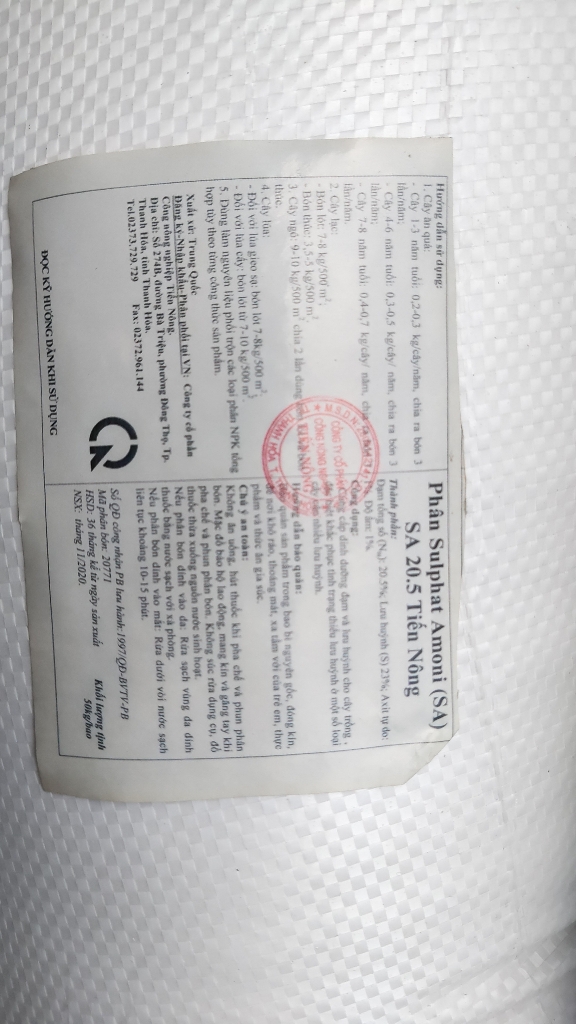 Hướng dẫn sử dụng:
1. Cây ăn quả:
- Cây 1-3 năm tuổi: 0,2-0,3 kg/cây/năm, chia ra bón 3
lần/năm;
- Cây 4-6 năm tuổi: 0,3-0,5 kg/cây/ năm, chia ra bón 3
lần/năm;
- Cây 7-8 năm tuổi: 0,4-0,7 kg/cây/ năm, chia ra bón 3-4
lần/năm.
2. Cây lạc:
- Bón lót: 7-8 kg/500 m²;
- Bón thúc: 3,5-5 kg/500 m².
3. Cây ngô: 9-10 kg/500 m² chia 2 lần dùng
thúc.
4. Cây lúa:
- Đối với lúa gieo sạ: bón lót 7-8kg/500 m²;
- Đối với lúa cấy: bón lót từ 7-10 kg/500 m².
5. Dùng làm nguyên liệu phối trộn các loại phân NPK tổng
hợp tùy theo từng công thức sản phẩm.
Xuất xứ: Trung Quốc
Đăng ký-Nhập khẩu-Phân phối tại VN: Công ty cổ phần
Công nông nghiệp Tiến Nông.
Địa chỉ: Số 274B, đường Bà Triệu, phường Đông Thọ, Tp.
Thanh Hóa, tỉnh Thanh Hóa.
Tel.02373.729.729 Fax: 02372.961.144
ĐỌC KỸ HƯỚNG DẪN KHI SỬ DỤNG
Phân Sulphat Amoni (SA)
SA 20.5 Tiến Nông
Thành phần:
Đạm tổng số (Nts): 20.5%; Lưu huỳnh (S) 23%; Axit tự do:
Độ ẩm: 1%.
Công dụng:
cấp dinh dưỡng đạm và lưu huỳnh cho cây trồng,
khắc phục tình trạng thiếu lưu huỳnh ở một số loại
nhiều lưu huỳnh.
Hướng dẫn bảo quản:
quản sản phẩm trong bao bì nguyên gốc, đóng kín,
để nơi khô ráo, thoáng mát, xa tầm với của trẻ em, thực
phẩm và thức ăn gia súc.
Chú ý an toàn:
Không ăn uống, hút thuốc khi pha chế và phun phân
bón. Mặc đồ bảo hộ lao động, mang kín và găng tay khi
pha chế và phun phân bón. Không súc rửa dụng cụ, đổ
thuốc thừa xuống nguồn nước sinh hoạt.
Nếu phân bón dính vào da: Rửa sạch vùng da dính
thuốc bằng nước sạch với xà phòng.
Nếu phân bón dính vào mắt: Rửa dưới vòi nước sạch
liên tục khoảng 10-15 phút.
Số QĐ công nhận PB lưu hành: 1997/QĐ-BVTV-PB
Mã phân bón: 20771
HSD: 36 tháng kể từ ngày sản xuất
NSX: tháng 11/2020.
Khối lượng tịnh
50kg/bao